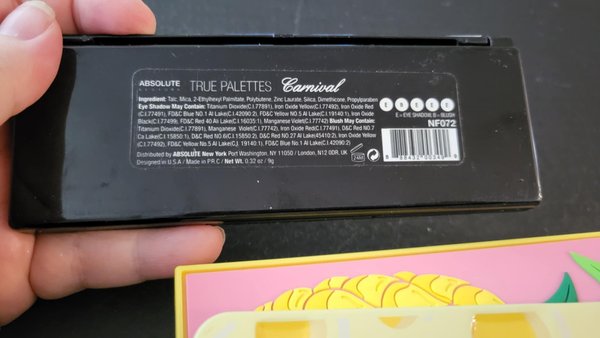 ABSOLUTE TRUE PALETTES Carnival
NEW YORK
Ingredient: Talc, Mica, 2-Ethylhexyl Palmitate, Polybutene, Zinc Laurate, Silica, Dimethicone, Propylparaben
Eye Shadow May Contain: Titanium Dioxide(C.I.77891), Iron Oxide Yellow(C.I.77492), Iron Oxide Red
(C.I.77491), FD&C Blue NO.1 Al Lake(C.I.42090:2), FD&C Yellow NO.5 Al Lake(C.I.19140:1), Iron Oxide
Black(77499), FD&C Red 40 Al Lake(C.I.16035:1), Manganese Violet(C.I.77742) Blush May Contain:
Titanium Dioxide(C.I.77891), Manganese Violet(C.I.77742), Iron Oxide Red(C.I.77491), D&C Red NO.7
Ca Lake(C.I.15850:1), D&C Red NO 6(C.I.15850:2), D&C Red NO.27 Al Lake(45410:2), Iron Oxide Yellow
(C.I.77492), FD&C Yellow No.5 Al Lake(C.I. 19140:1), FD&C Blue NO.1 Al Lake(C.I.42090:2)
Distributed by ABSOLUTE New York Port Washington, NY 11050 / London, N12 0DR. UK
Designed in U.S.A / Made in P.R.C / Net Wt. 0.32 oz / 9g
24M
E B E E E
E = EYE SHADOW, B = BLUSH
NF072